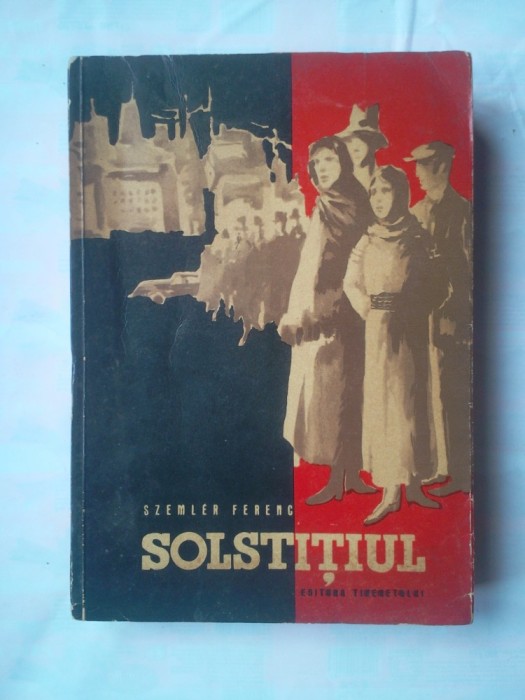 SZEMLÉR FERENC
SOLSTIȚIUL
EDITURA TINERETULUI